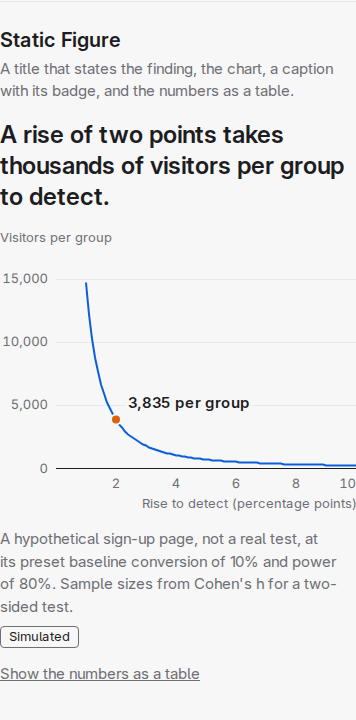 Static Figure
A title that states the finding, the chart, a caption
with its badge, and the numbers as a table.
A rise of two points takes
thousands of visitors per group
to detect.
Visitors per group
15,000
10,000
5,000
0
3,835 per group
2 4 6 8 10
Rise to detect (percentage points)
A hypothetical sign-up page, not a real test, at
its preset baseline conversion of 10% and power
of 80%. Sample sizes from Cohen's h for a two-
sided test.
Simulated
Show the numbers as a table